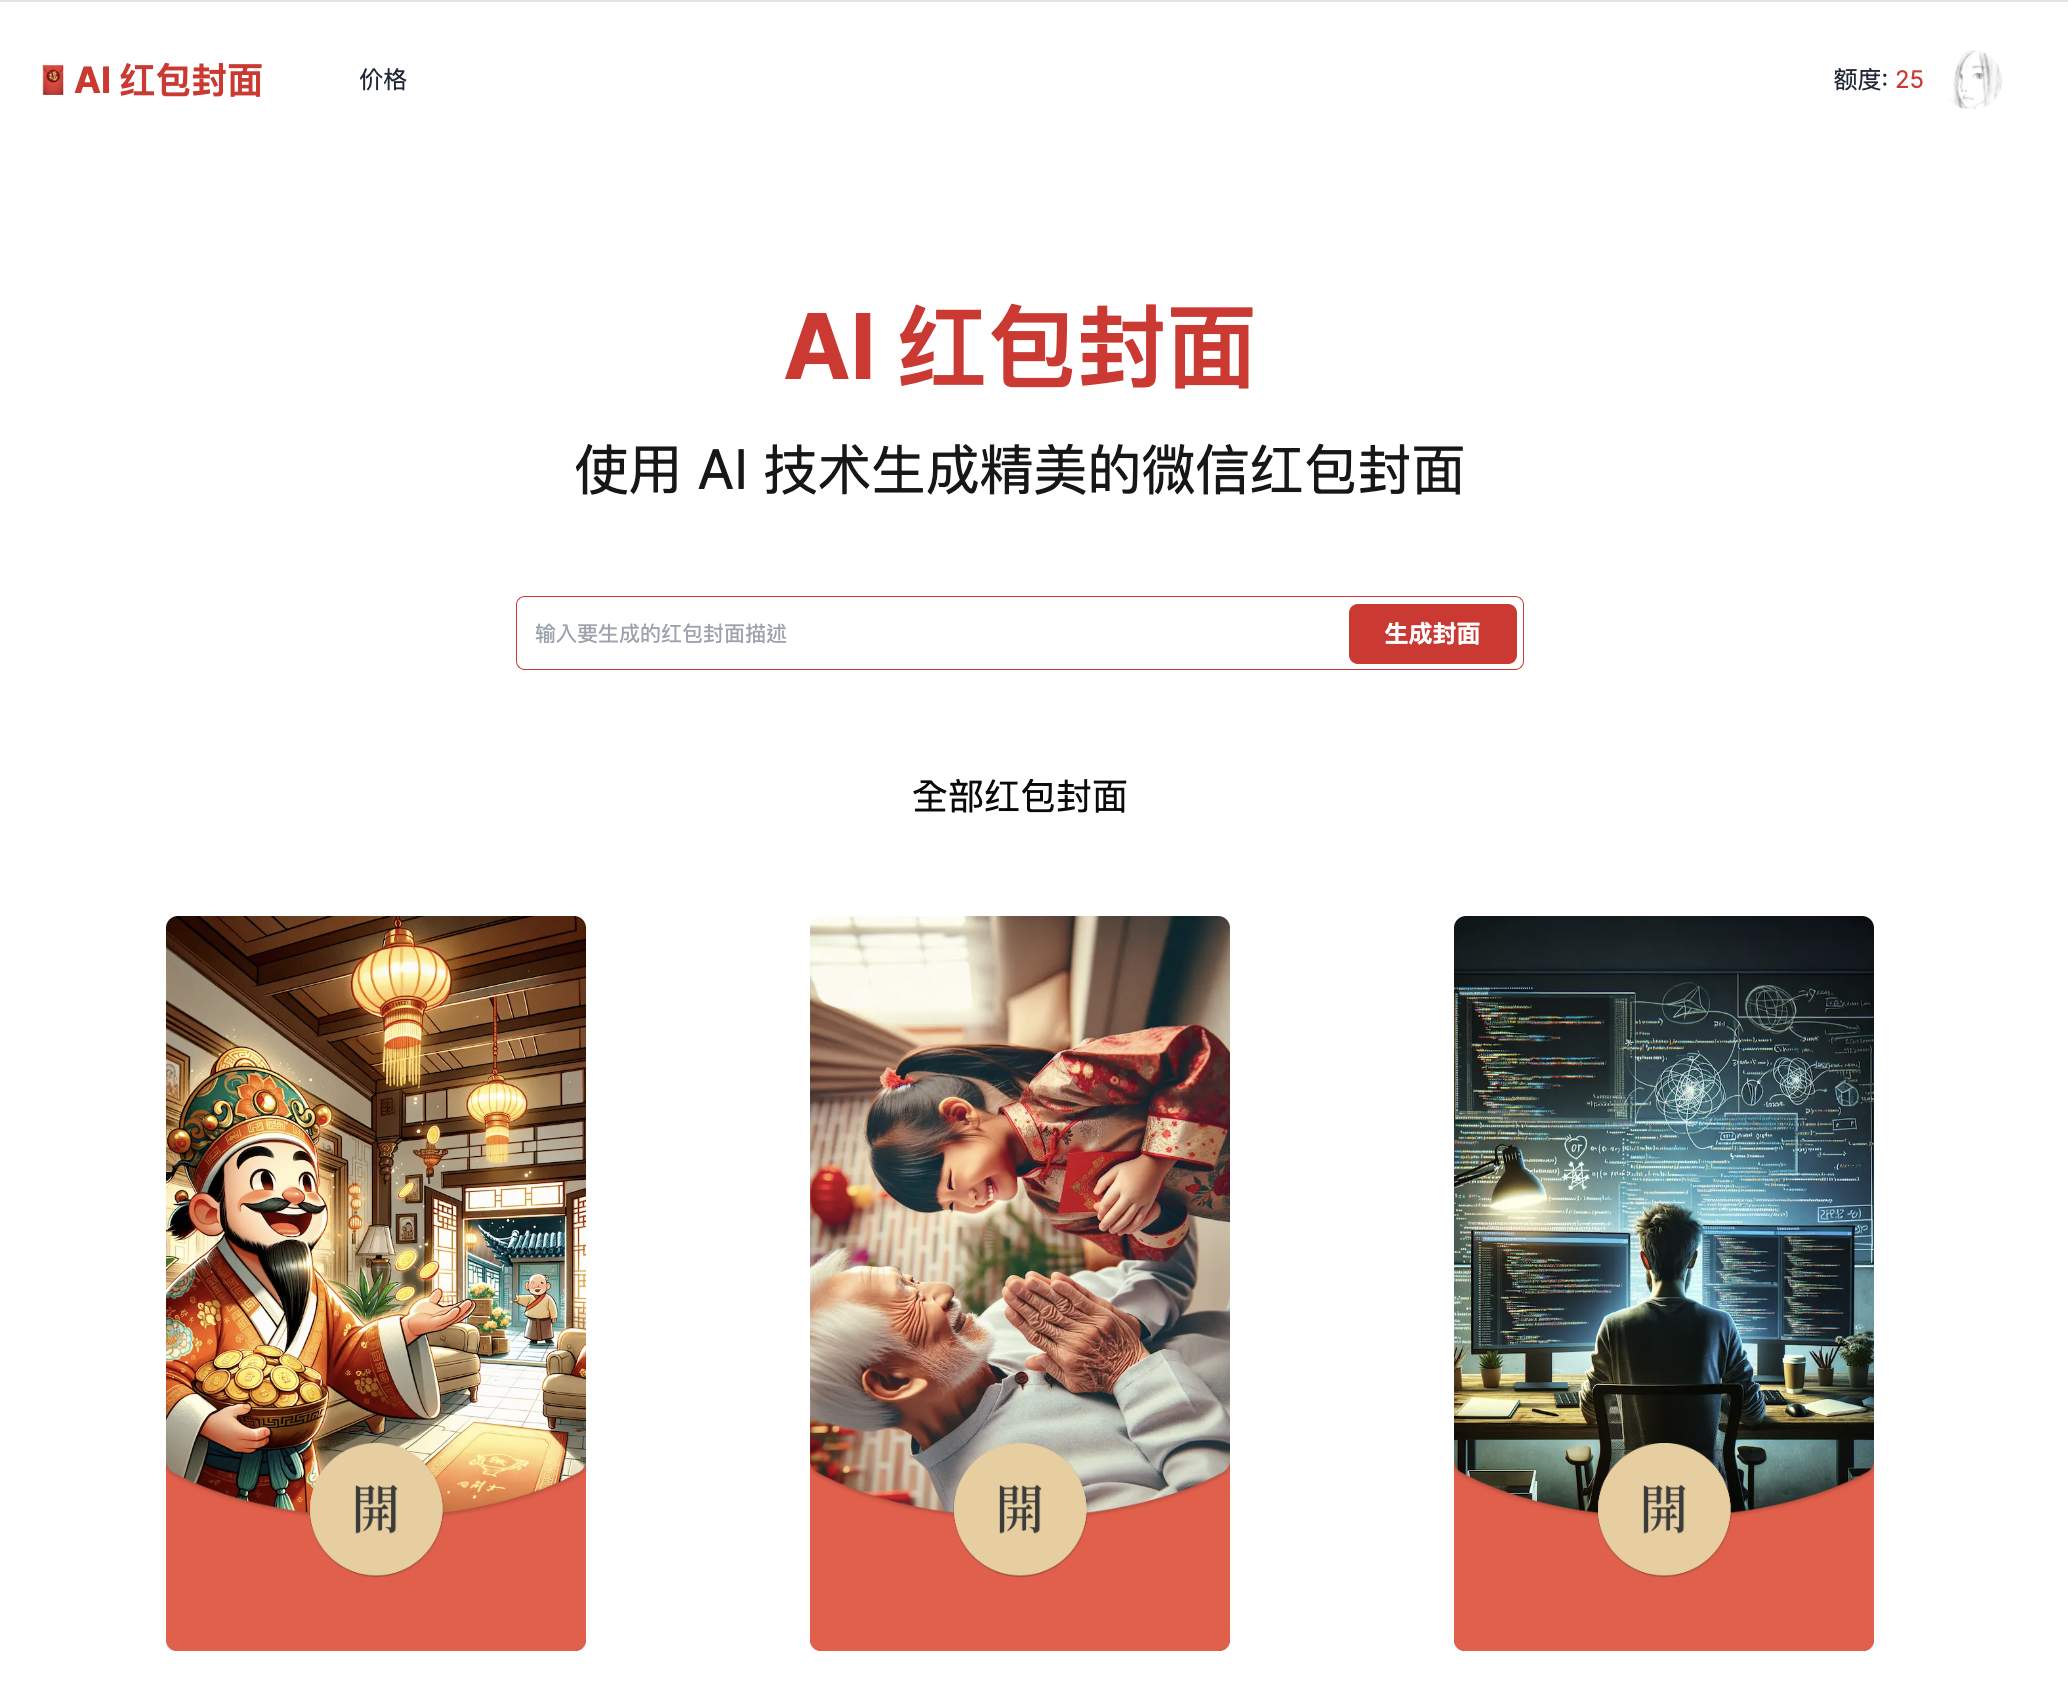 AI 红包封面
价格
额度: 25
AI 红包封面
使用 AI 技术生成精美的微信红包封面
输入要生成的红包封面描述
生成封面
全部红包封面
開
開
開